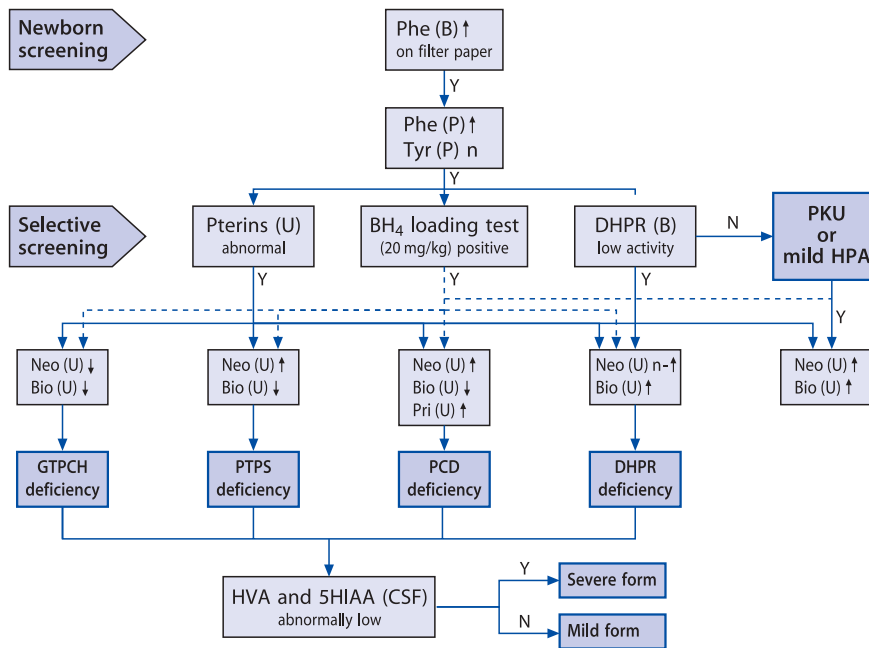 Newborn
screening
Phe (B) ↑
on filter paper
Y
Phe (P) ↑
Tyr (P) n
Y
Selective
screening
Pterins (U)
abnormal
BH₄ loading test
(20 mg/kg) positive
DHPR (B)
low activity
N
PKU
or
mild HPA
Y
Y
Y
Y
Neo (U) ↓
Bio (U) ↓
Neo (U) ↑
Bio (U) ↓
Neo (U) ↑
Bio (U) ↓
Pri (U) ↑
Neo (U) n-↑
Bio (U) ↑
Neo (U) ↑
Bio (U) ↑
GTPCH
deficiency
PTPS
deficiency
PCD
deficiency
DHPR
deficiency
HVA and 5HIAA (CSF)
abnormally low
Y
Severe form
N
Mild form